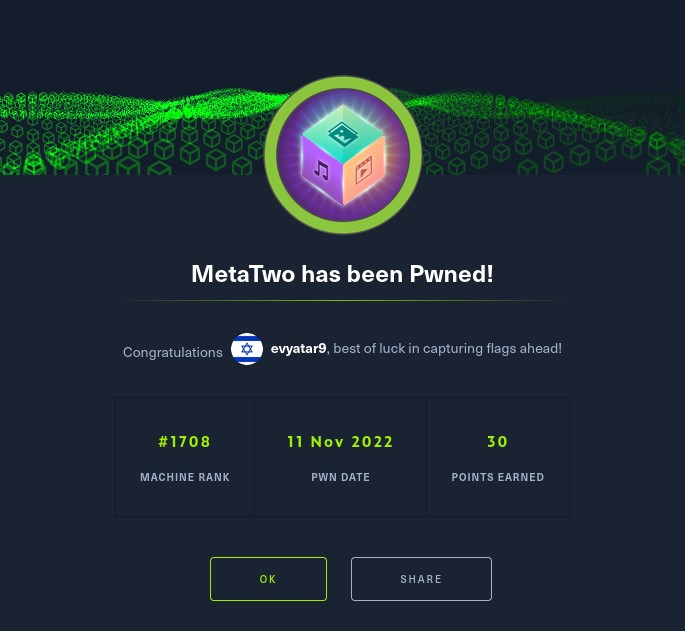 MetaTwo has been Pwned!
Congratulations evyatar9, best of luck in capturing flags ahead!
#1708 11 Nov 2022 30
MACHINE RANK PWN DATE POINTS EARNED
OK SHARE